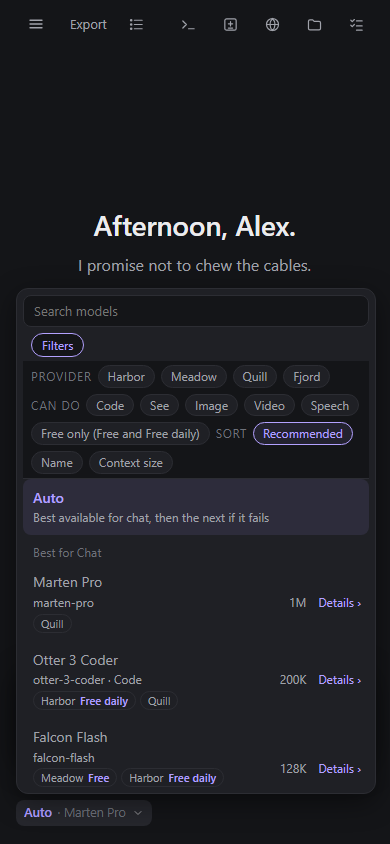 Export
Afternoon, Alex.
I promise not to chew the cables.
Search models
Filters
PROVIDER Harbor Meadow Quill Fjord
CAN DO Code See Image Video Speech
Free only (Free and Free daily) SORT Recommended
Name Context size
Auto
Best available for chat, then the next if it fails
Best for Chat
Marten Pro
marten-pro 1M Details ›
Quill
Otter 3 Coder
otter-3-coder · Code 200K Details ›
Harbor Free daily Quill
Falcon Flash
falcon-flash 128K Details ›
Meadow Free Harbor Free daily
Auto · Marten Pro